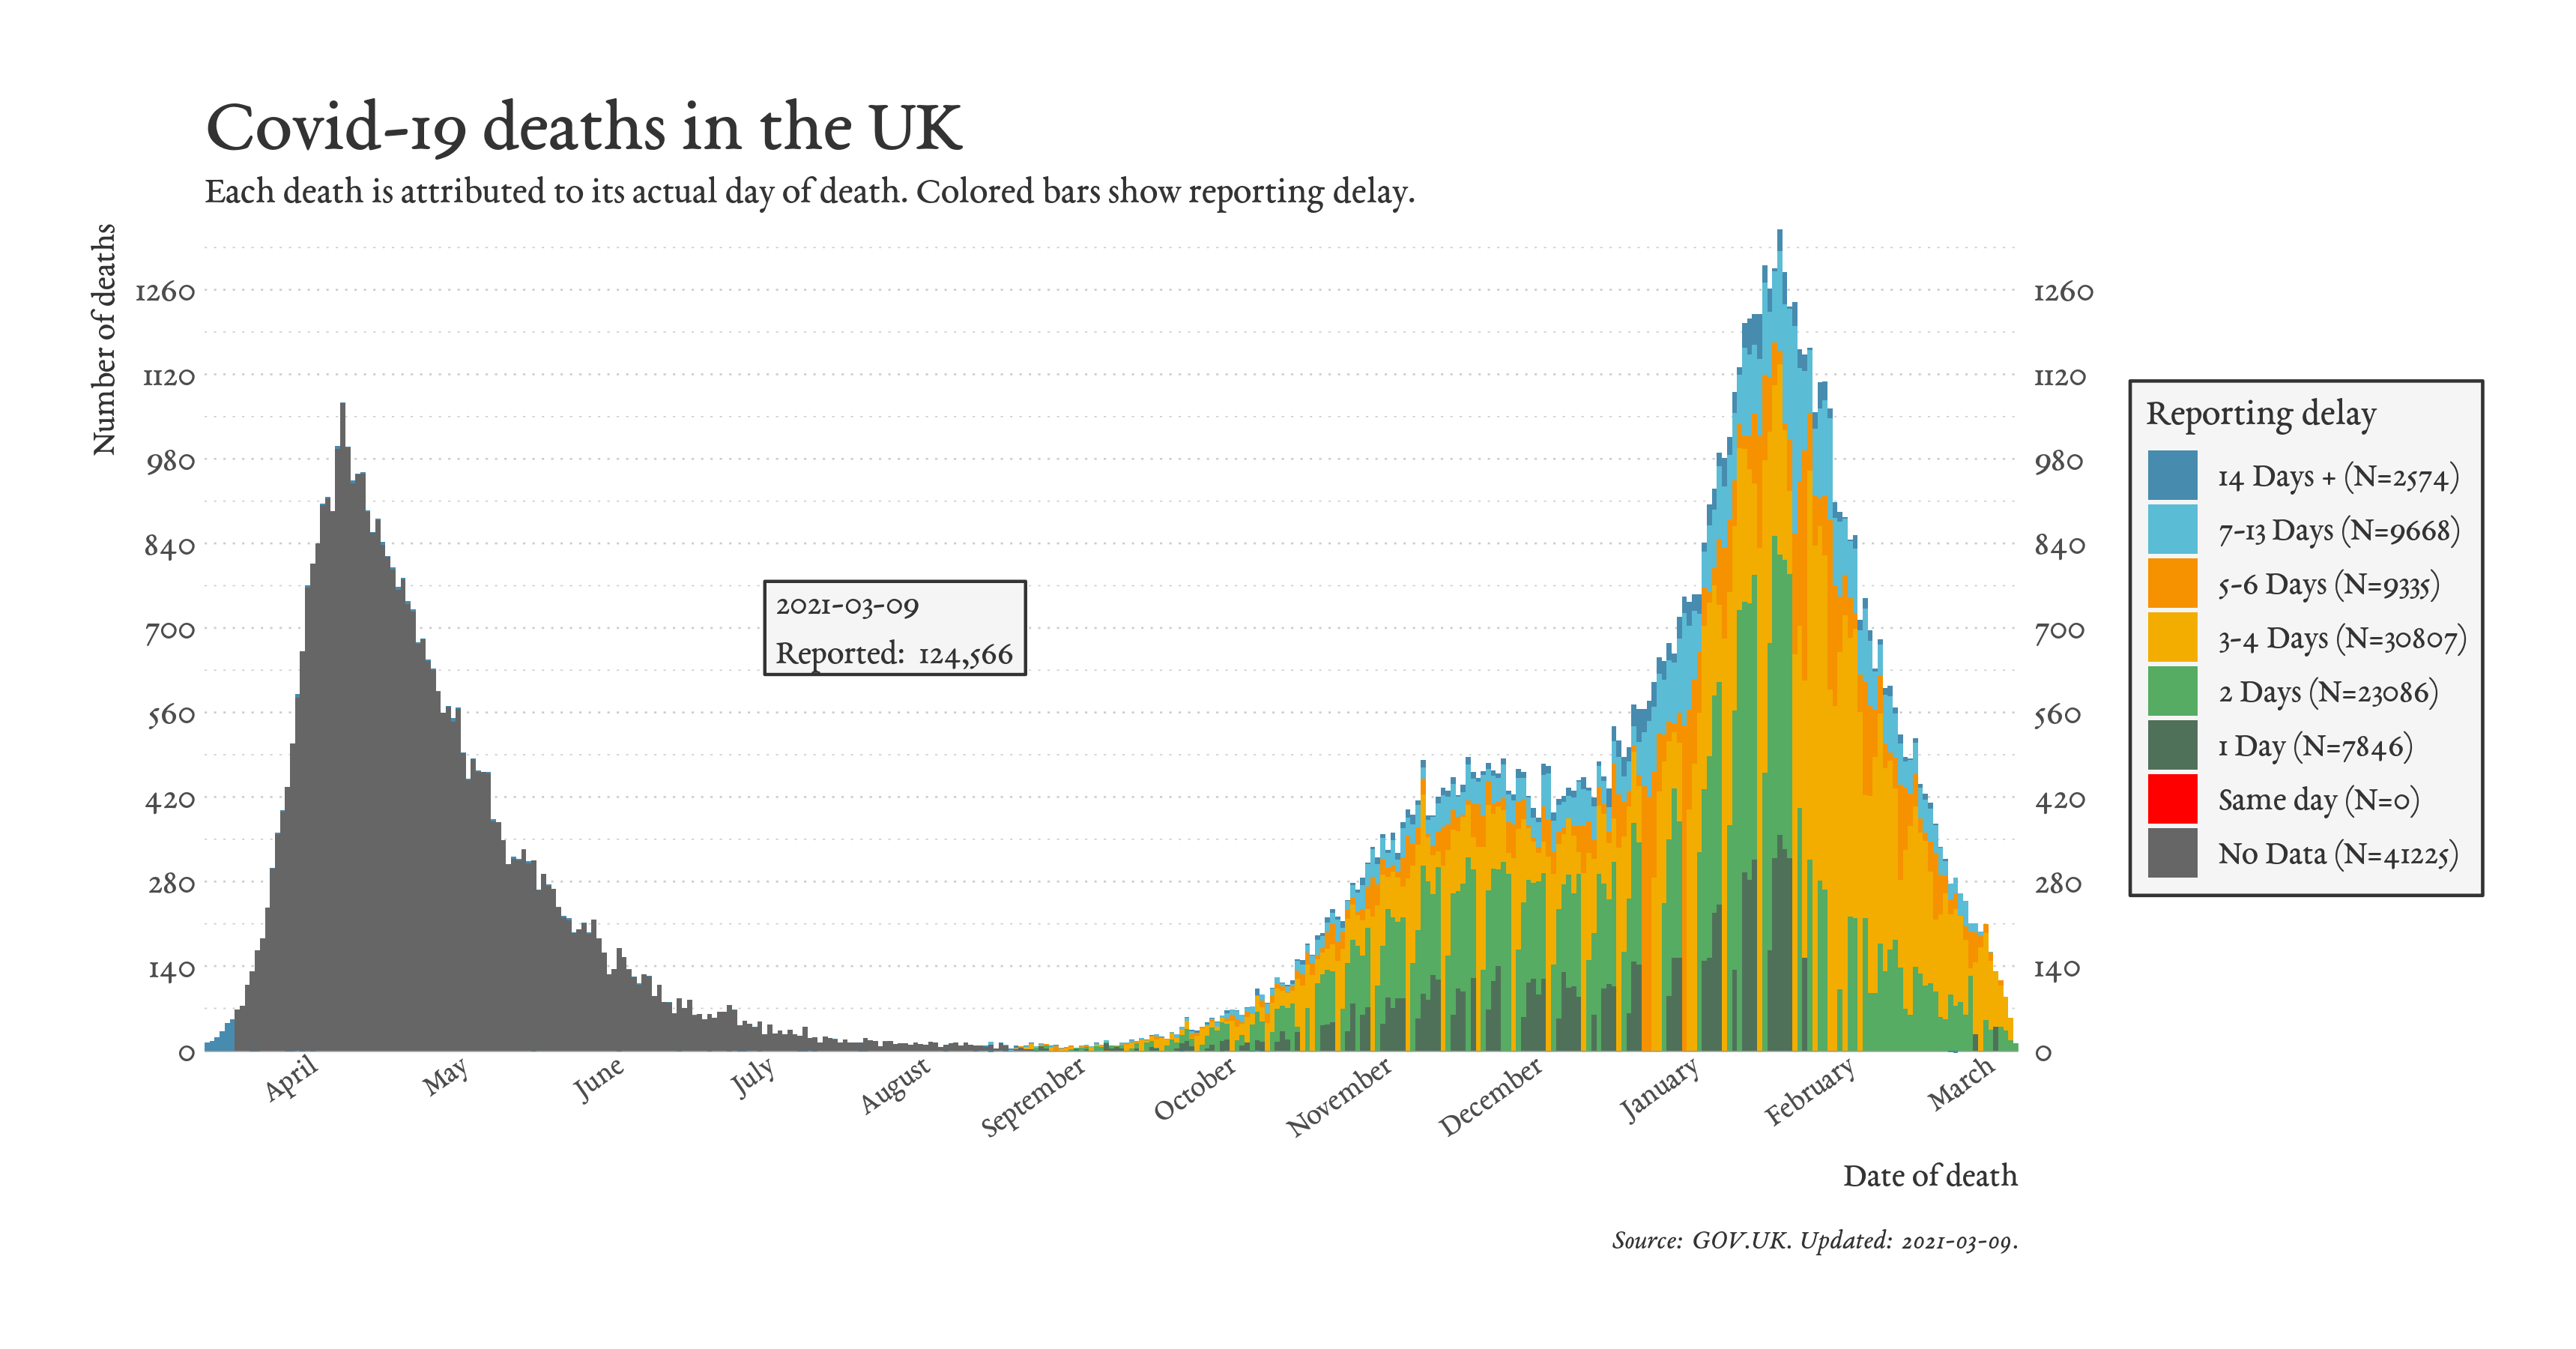 Covid-19 deaths in the UK
Each death is attributed to its actual day of death. Colored bars show reporting delay.
Number of deaths
1260
1120
980
840
700
560
420
280
140
0
2021-03-09
Reported: 124,566
1260
1120
980
840
700
560
420
280
140
0
Reporting delay
14 Days + (N=2574)
7-13 Days (N=9668)
5-6 Days (N=9335)
3-4 Days (N=30807)
2 Days (N=23086)
1 Day (N=7846)
Same day (N=0)
No Data (N=41225)
April
May
June
July
August
September
October
November
December
January
February
March
Date of death
Source: GOV.UK. Updated: 2021-03-09.